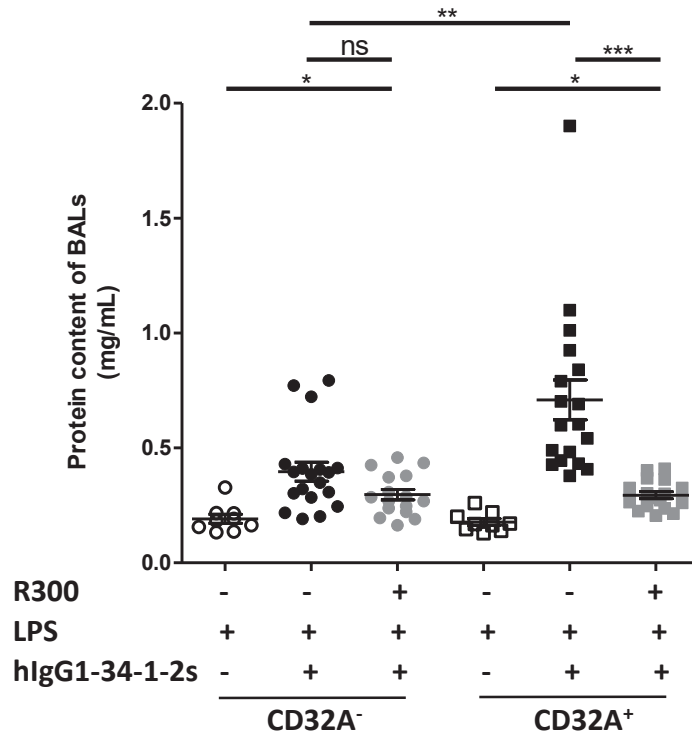 **
ns
***
*
*
2.0
1.5
1.0
0.5
0.0
Protein content of BALs
(mg/mL)
R300 - - + - - +
LPS + + + + + +
hIgG1-34-1-2s - + + - + +
CD32A- CD32A+